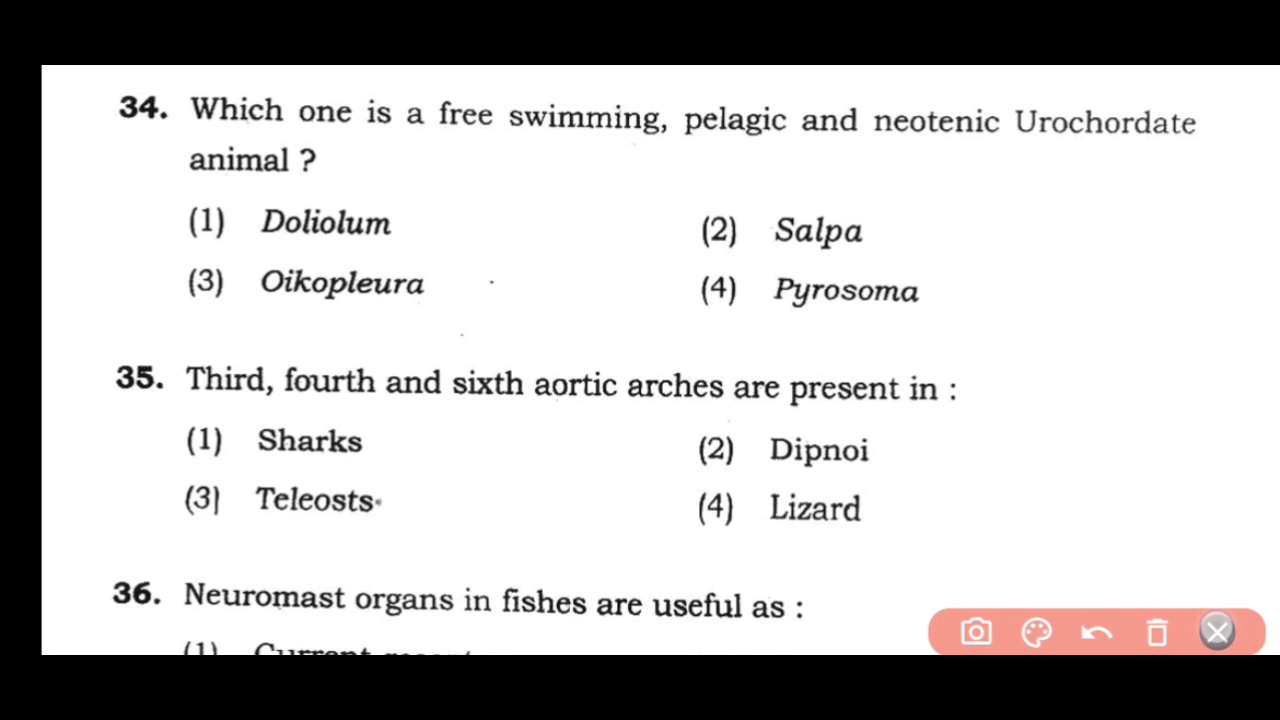 34. Which one is a free swimming, pelagic and neotenic Urochordate
animal ?
(1) Doliolum (2) Salpa
(3) Oikopleura (4) Pyrosoma
35. Third, fourth and sixth aortic arches are present in :
(1) Sharks (2) Dipnoi
(3) Teleosts (4) Lizard
36. Neuromast organs in fishes are useful as :
(1) Current